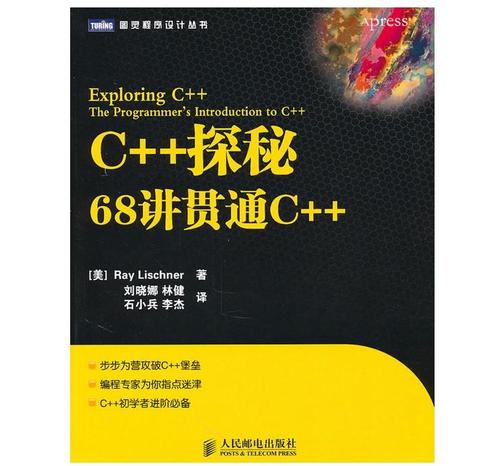 TURING 图灵程序设计丛书
Apress®
Exploring C++
The Programmer's Introduction to C++
C++探秘
68讲贯通C++
[美] Ray Lischner 著
刘晓娜 林健
石小兵 李杰 译
步步为营攻破C++堡垒
编程专家为你指点迷津
C++初学者进阶必备
人民邮电出版社
POSTS & TELECOM PRESS